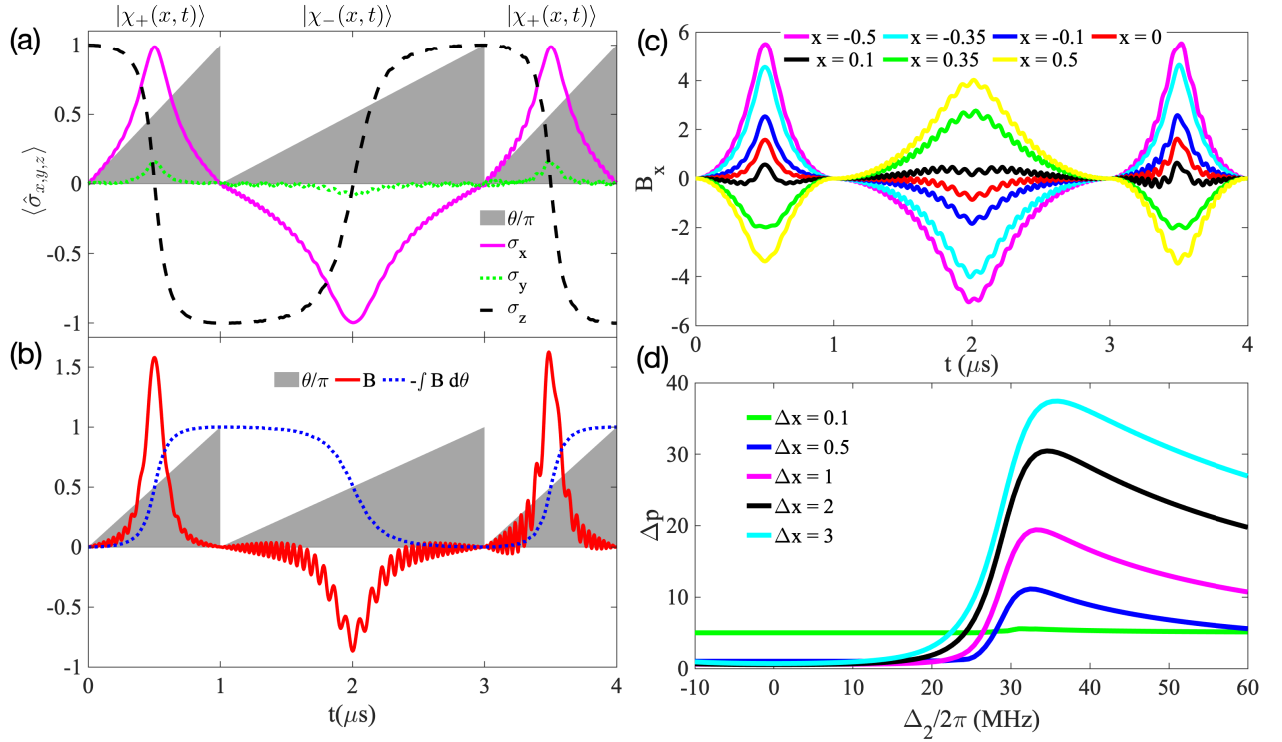 |χ₊(x, t)⟩ |χ₋(x, t)⟩ |χ₊(x, t)⟩
(a)
1
0.5
0
-0.5
-1
⟨σ̂x,y,z⟩
θ/π
σx
σy
σz
(b)
1.5
1
0.5
0
-0.5
-1
θ/π B -∫ B dθ
0 1 2 3 4
t(μs)
(c)
6
4
2
0
-2
-4
-6
Bx
x = -0.5 x = -0.35 x = -0.1 x = 0
x = 0.1 x = 0.35 x = 0.5
0 1 2 3 4
t (μs)
(d)
40
30
20
10
0
Δp
Δx = 0.1
Δx = 0.5
Δx = 1
Δx = 2
Δx = 3
-10 0 10 20 30 40 50 60
Δ₂/2π (MHz)